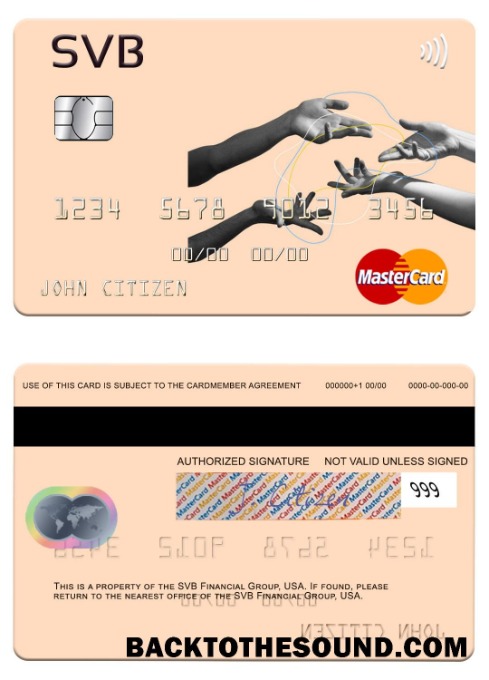 SVB
1234 5678 9012 3456
00/00 00/00
JOHN CITIZEN
MasterCard
USE OF THIS CARD IS SUBJECT TO THE CARDMEMBER AGREEMENT 000000+1 00/00 0000-00-000-00
AUTHORIZED SIGNATURE NOT VALID UNLESS SIGNED
MasterCard MasterCard MasterCard
999
THIS IS A PROPERTY OF THE SVB FINANCIAL GROUP, USA. IF FOUND, PLEASE
RETURN TO THE NEAREST OFFICE OF THE SVB FINANCIAL GROUP, USA.
BACKTOTHESOUND.COM